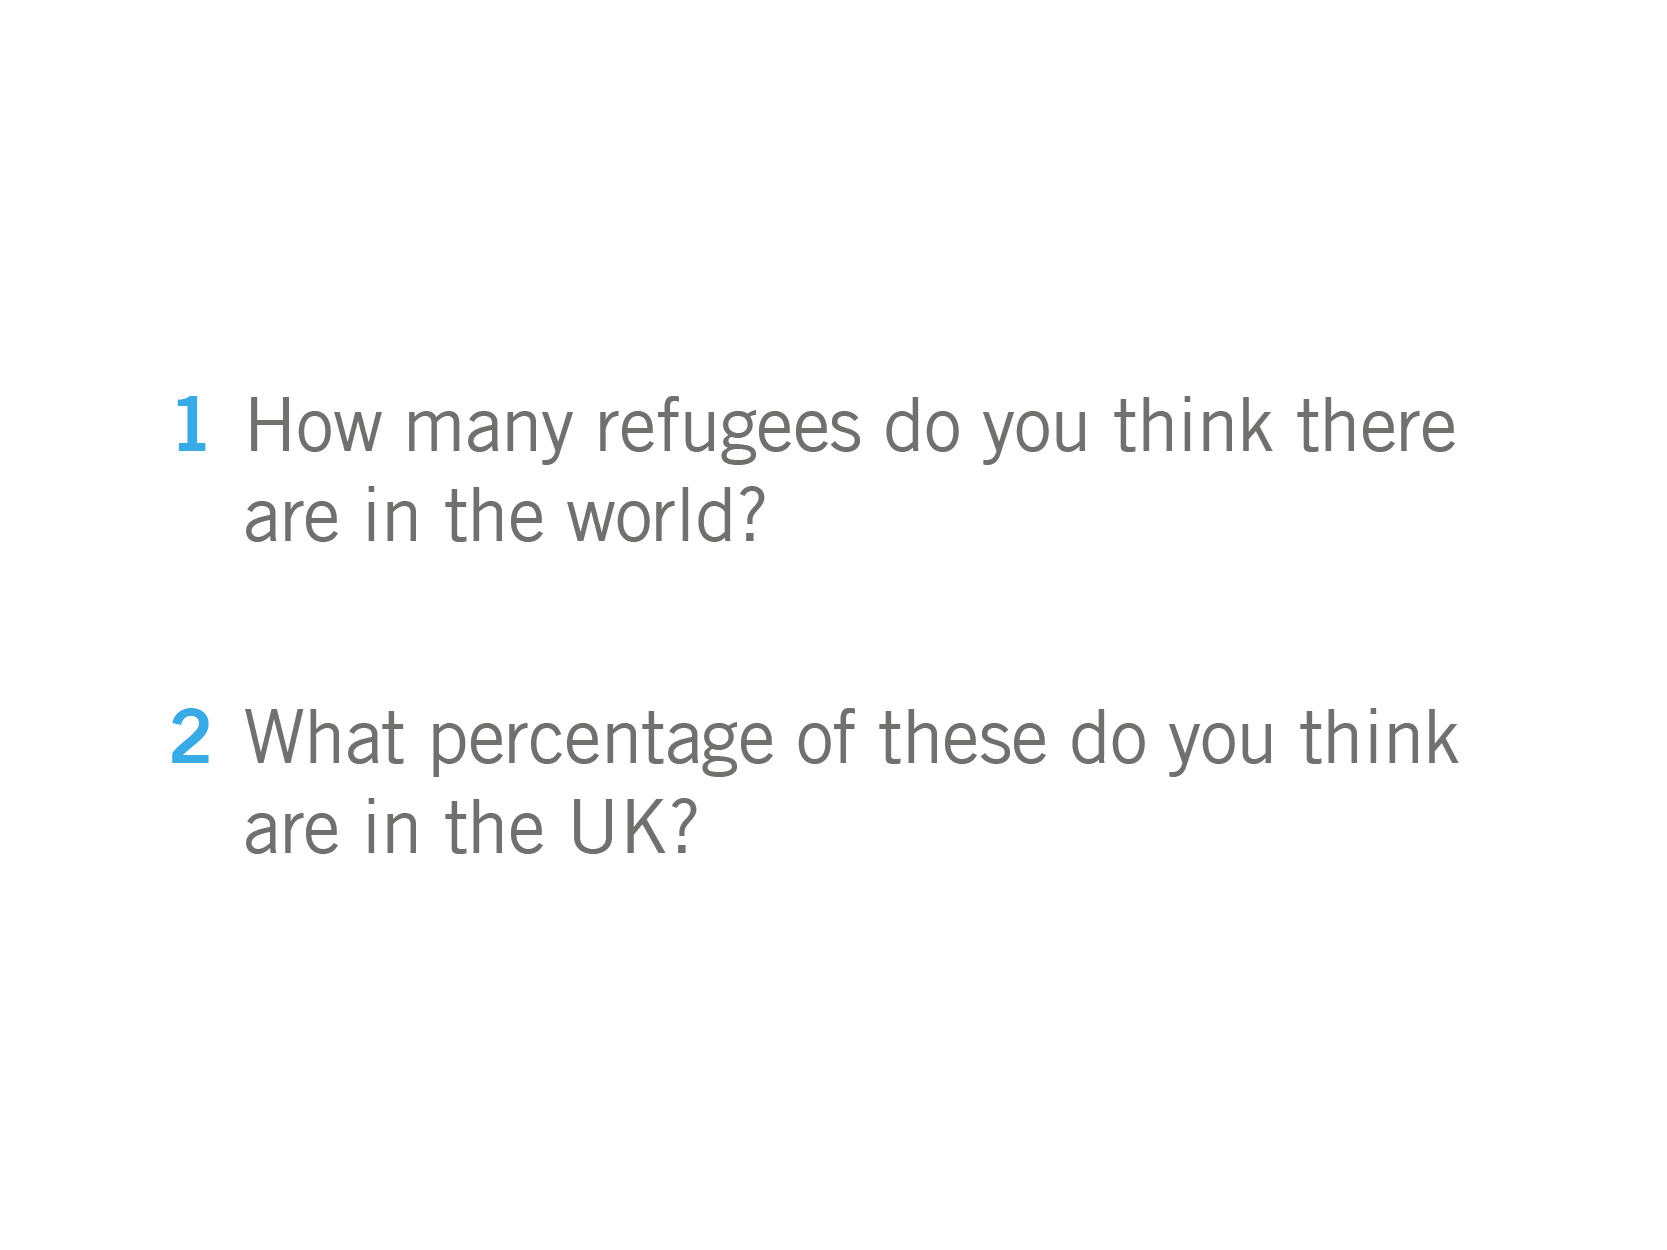 1 How many refugees do you think there
are in the world?
2 What percentage of these do you think
are in the UK?